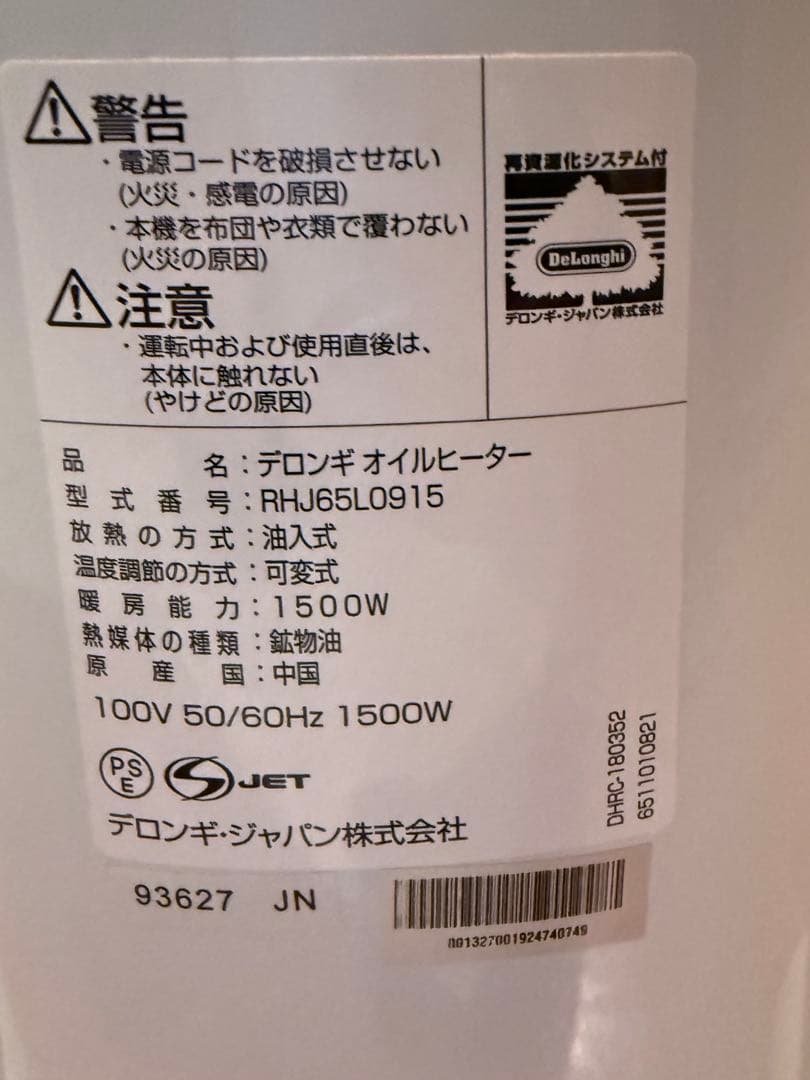 警告
・電源コードを破損させない
(火災・感電の原因)
・本機を布団や衣類で覆わない
(火災の原因)
注意
・運転中および使用直後は、
本体に触れない
(やけどの原因)
再資源化システム付
DeLonghi
デロンギ・ジャパン株式会社
品名：デロンギ オイルヒーター
型式番号：RHJ65L0915
放熱の方式：油入式
温度調節の方式：可変式
暖房能力：1500W
熱媒体の種類：鉱物油
原産国：中国
100V 50/60Hz 1500W
PSE
S JET
デロンギ・ジャパン株式会社
DHRC-180352
6511010821
93627 JN
001327001924740749